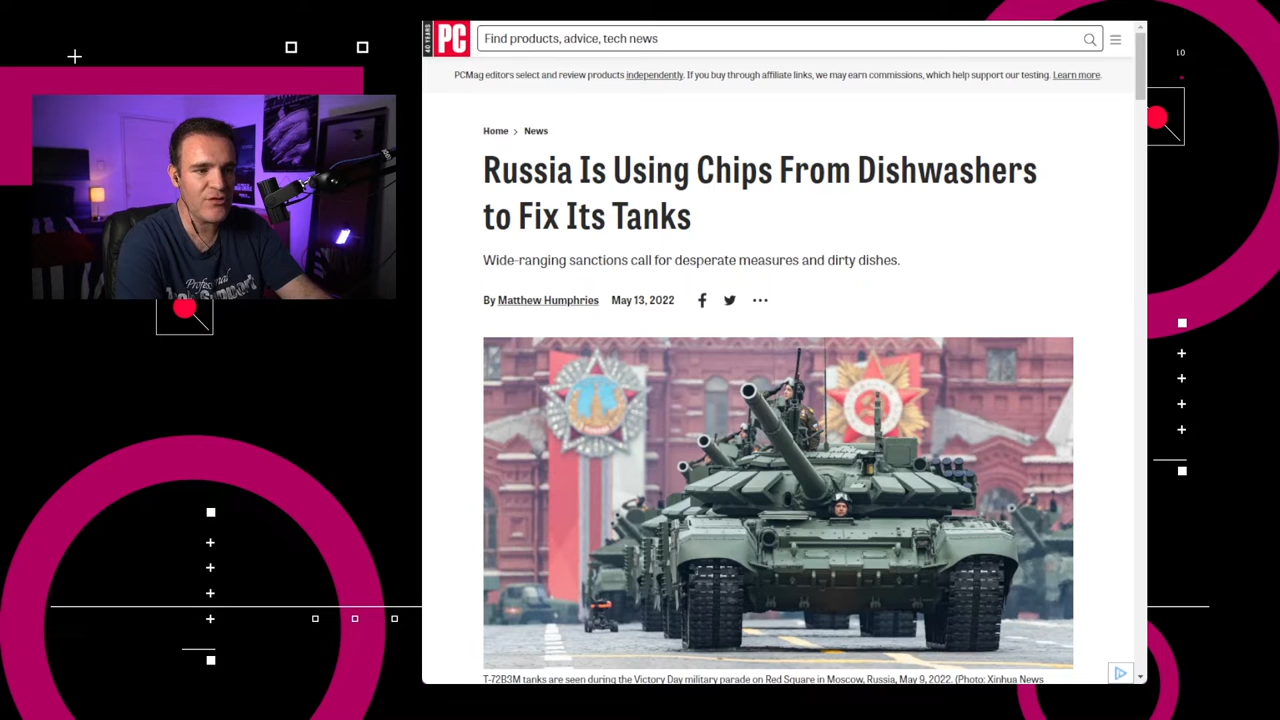 40 YEARS
PC
Find products, advice, tech news
PCMag editors select and review products independently. If you buy through affiliate links, we may earn commissions, which help support our testing. Learn more.
Home > News
Russia Is Using Chips From Dishwashers
to Fix Its Tanks
Wide-ranging sanctions call for desperate measures and dirty dishes.
By Matthew Humphries May 13, 2022
T-72B3M tanks are seen during the Victory Day military parade on Red Square in Moscow, Russia, May 9, 2022. (Photo: Xinhua News
Professional